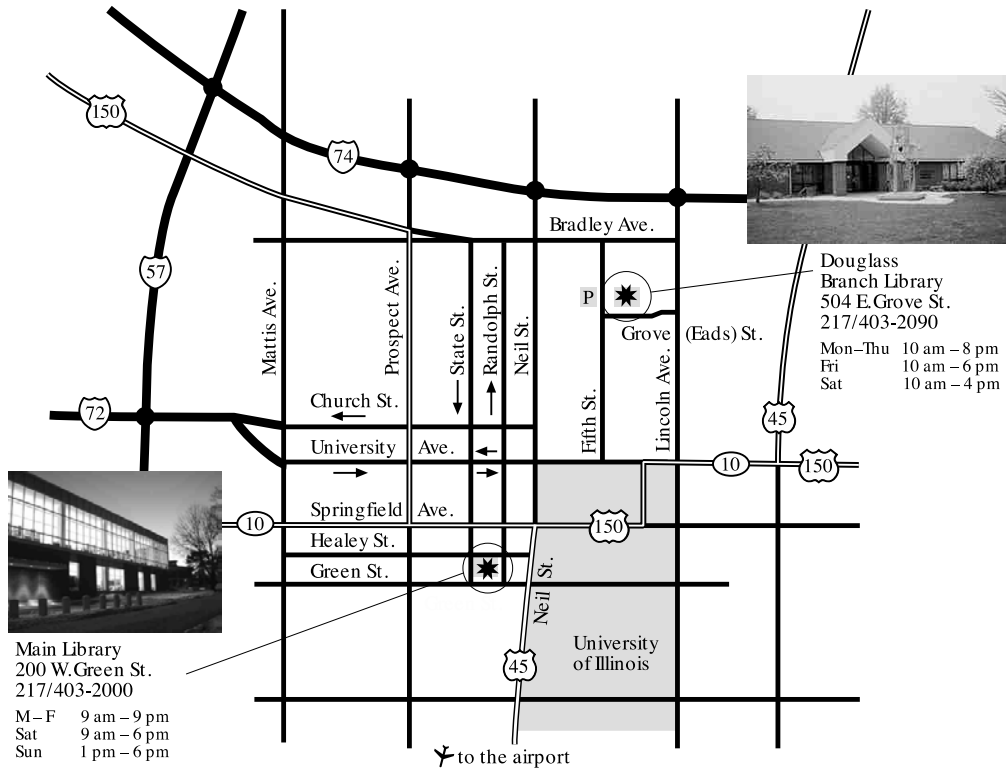 150
74
57
72
Bradley Ave.
Mattis Ave.
Prospect Ave.
State St.
Randolph St.
Neil St.
Fifth St.
Lincoln Ave.
P
Grove (Eads) St.
Douglass
Branch Library
504 E.Grove St.
217/403-2090
Mon–Thu 10 am – 8 pm
Fri 10 am – 6 pm
Sat 10 am – 4 pm
Church St.
University Ave.
45
10
150
10
Springfield Ave.
150
Healey St.
Green St.
Neil St.
University
of Illinois
45
Main Library
200 W.Green St.
217/403-2000
M – F 9 am – 9 pm
Sat 9 am – 6 pm
Sun 1 pm – 6 pm
to the airport